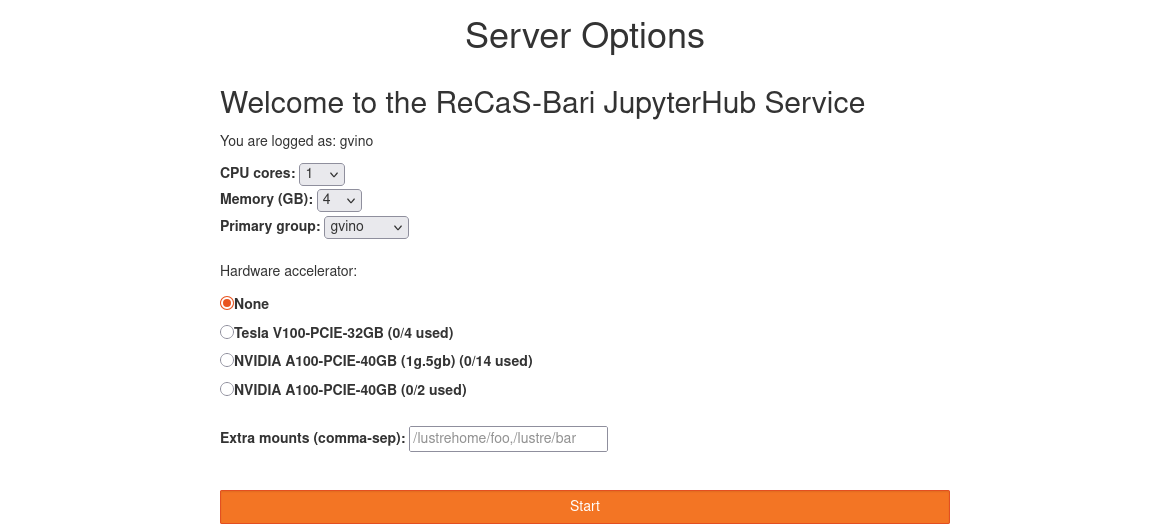 Server Options
Welcome to the ReCaS-Bari JupyterHub Service
You are logged as: gvino
CPU cores: 1
Memory (GB): 4
Primary group: gvino
Hardware accelerator:
None
Tesla V100-PCIE-32GB (0/4 used)
NVIDIA A100-PCIE-40GB (1g.5gb) (0/14 used)
NVIDIA A100-PCIE-40GB (0/2 used)
Extra mounts (comma-sep): /lustrehome/foo,/lustre/bar
Start